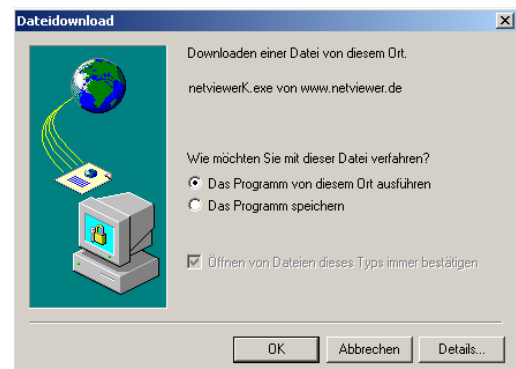 Dateidownload
Downloaden einer Datei von diesem Ort.
netviewerK.exe von www.netviewer.de
Wie möchten Sie mit dieser Datei verfahren?
Das Programm von diesem Ort ausführen
Das Programm speichern
Öffnen von Dateien dieses Typs immer bestätigen
OK Abbrechen Details...